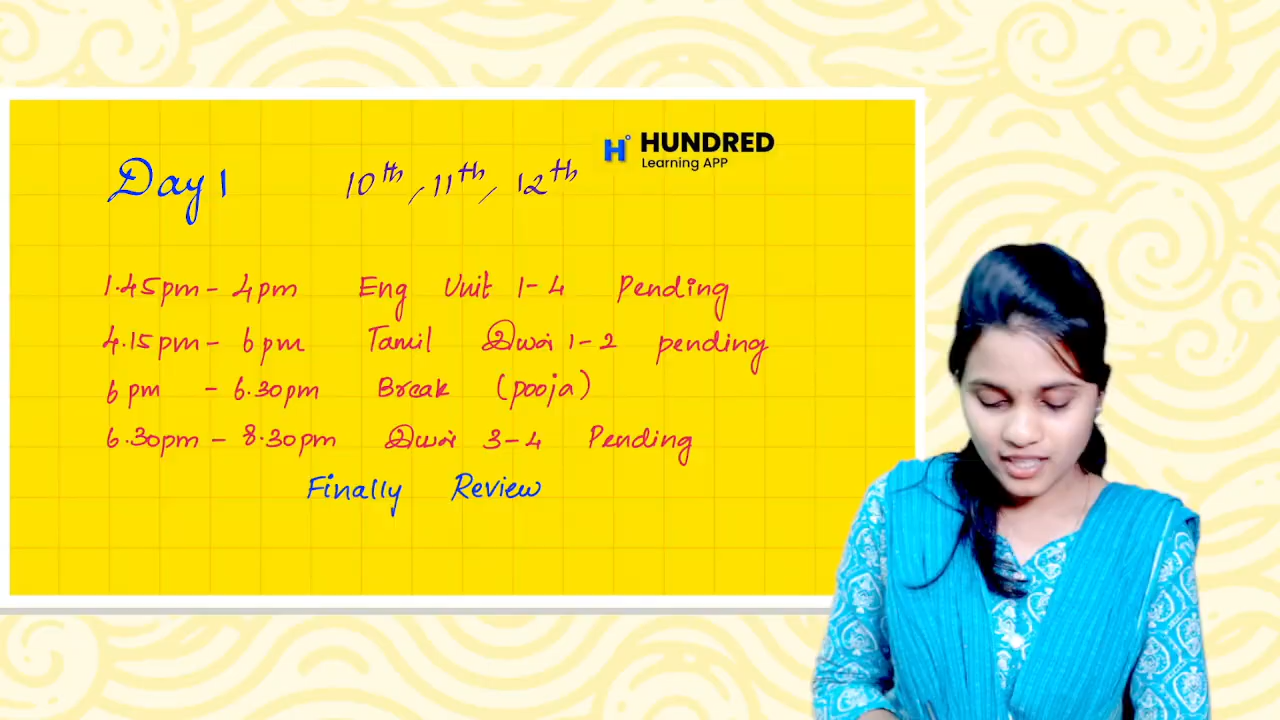 H HUNDRED
Learning APP
Day 1 10th, 11th, 12th
1.45pm - 4pm Eng Unit 1-4 Pending
4.15pm - 6pm Tamil இயல் 1-2 pending
6pm - 6.30pm Break (pooja)
6.30pm - 8.30pm இயல் 3-4 Pending
Finally Review